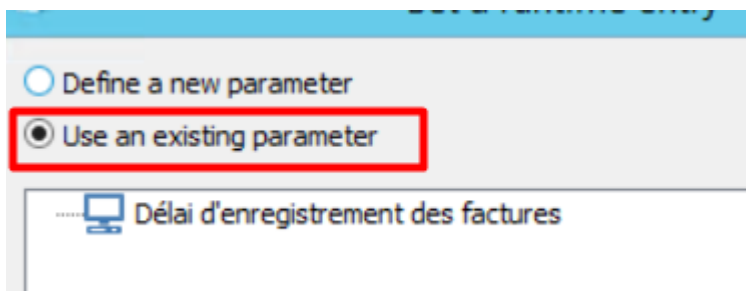 Define a new parameter
Use an existing parameter
Délai d'enregistrement des factures